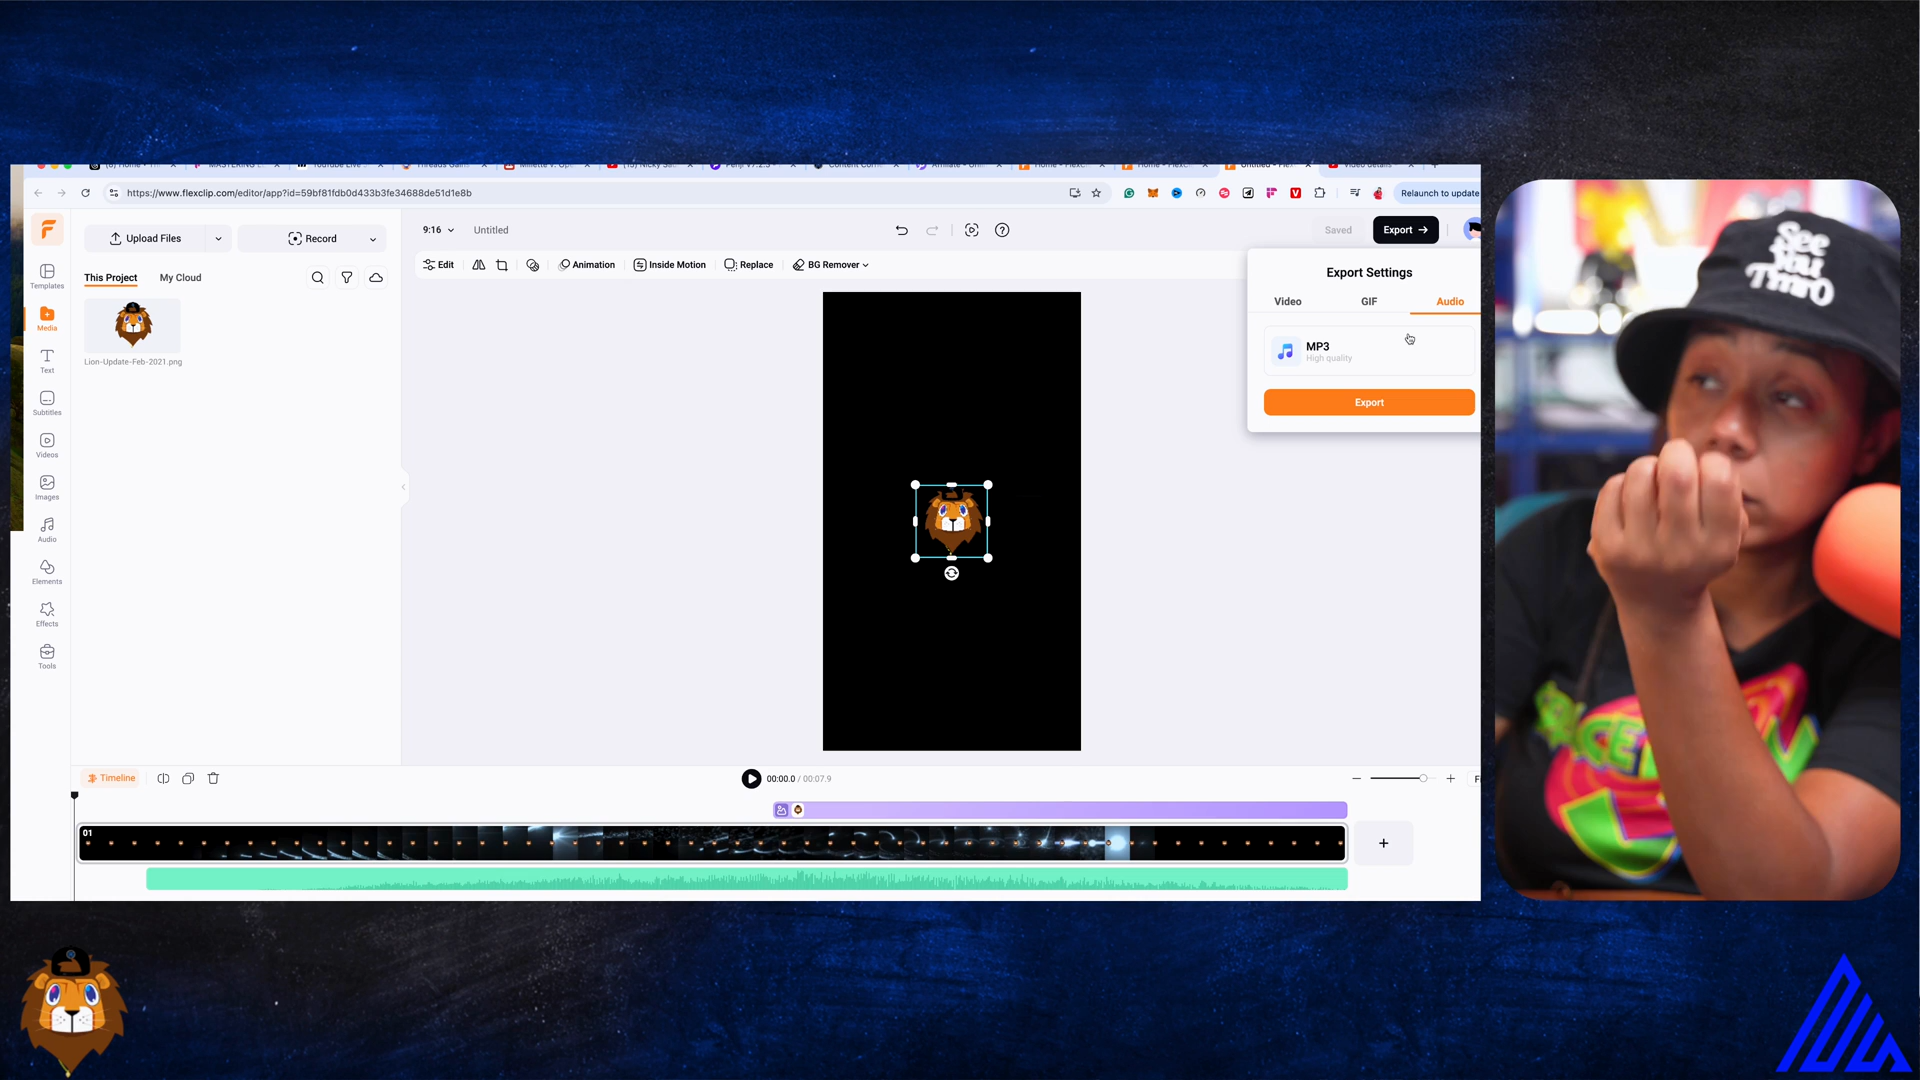 https://www.flexclip.com/editor/app?id=59bf81fdb0d433b3fe34688de51d1e8b
Relaunch to update
Upload Files
Record
9:16
Untitled
Saved
Export
This Project
My Cloud
Edit
Animation
Inside Motion
Replace
BG Remover
Export Settings
Video
GIF
Audio
MP3
High quality
Export
Lion-Update-Feb-2021.png
Templates
Media
Text
Subtitles
Videos
Images
Audio
Elements
Effects
Tools
Timeline
00:00.0 / 00:07.9
01
See